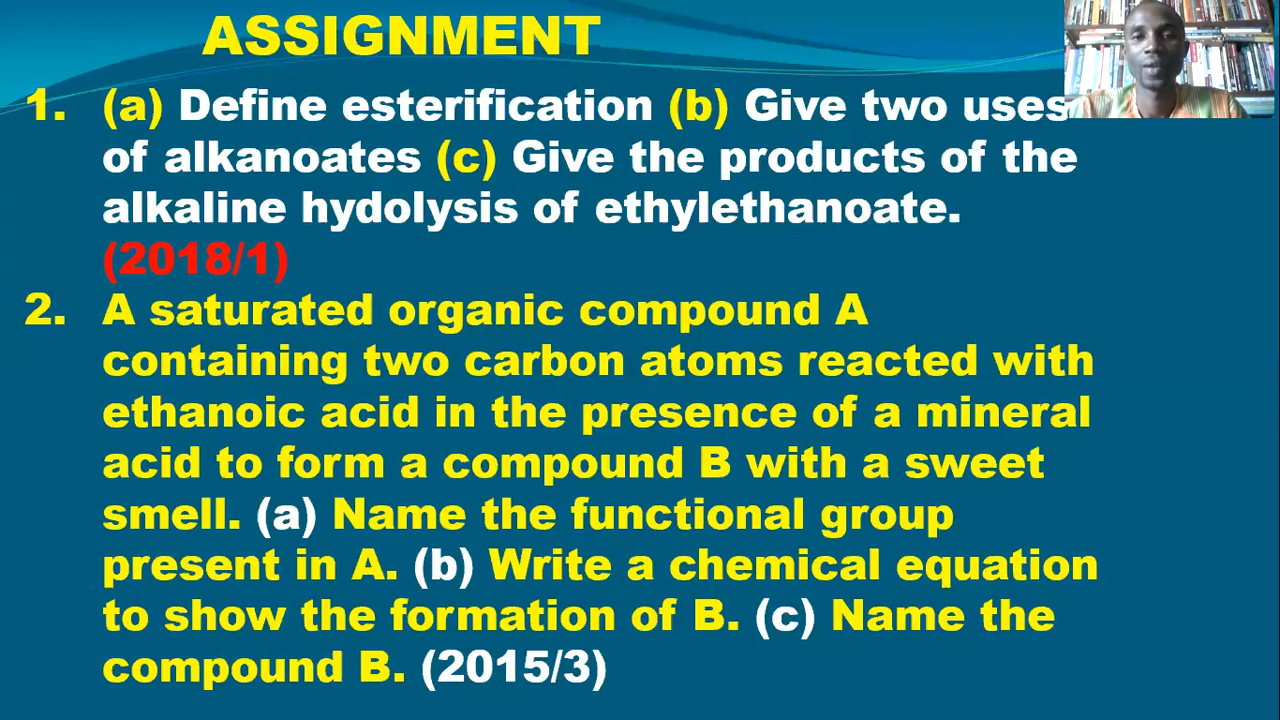 ASSIGNMENT
1. (a) Define esterification (b) Give two uses
of alkanoates (c) Give the products of the
alkaline hydolysis of ethylethanoate.
(2018/1)
2. A saturated organic compound A
containing two carbon atoms reacted with
ethanoic acid in the presence of a mineral
acid to form a compound B with a sweet
smell. (a) Name the functional group
present in A. (b) Write a chemical equation
to show the formation of B. (c) Name the
compound B. (2015/3)